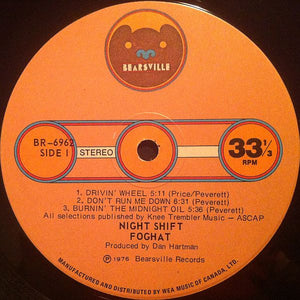 BEARSVILLE
BR-6962
SIDE 1
STEREO
33 1/3
RPM
1. DRIVIN' WHEEL 5:11 (Price/Peverett)
2. DON'T RUN ME DOWN 6:31 (Peverett)
3. BURNIN' THE MIDNIGHT OIL 5:36 (Peverett)
All selections published by Knee Trembler Music - ASCAP
NIGHT SHIFT
FOGHAT
Produced by Dan Hartman
℗ 1976 Bearsville Records
MANUFACTURED AND DISTRIBUTED BY WEA MUSIC OF CANADA, LTD.